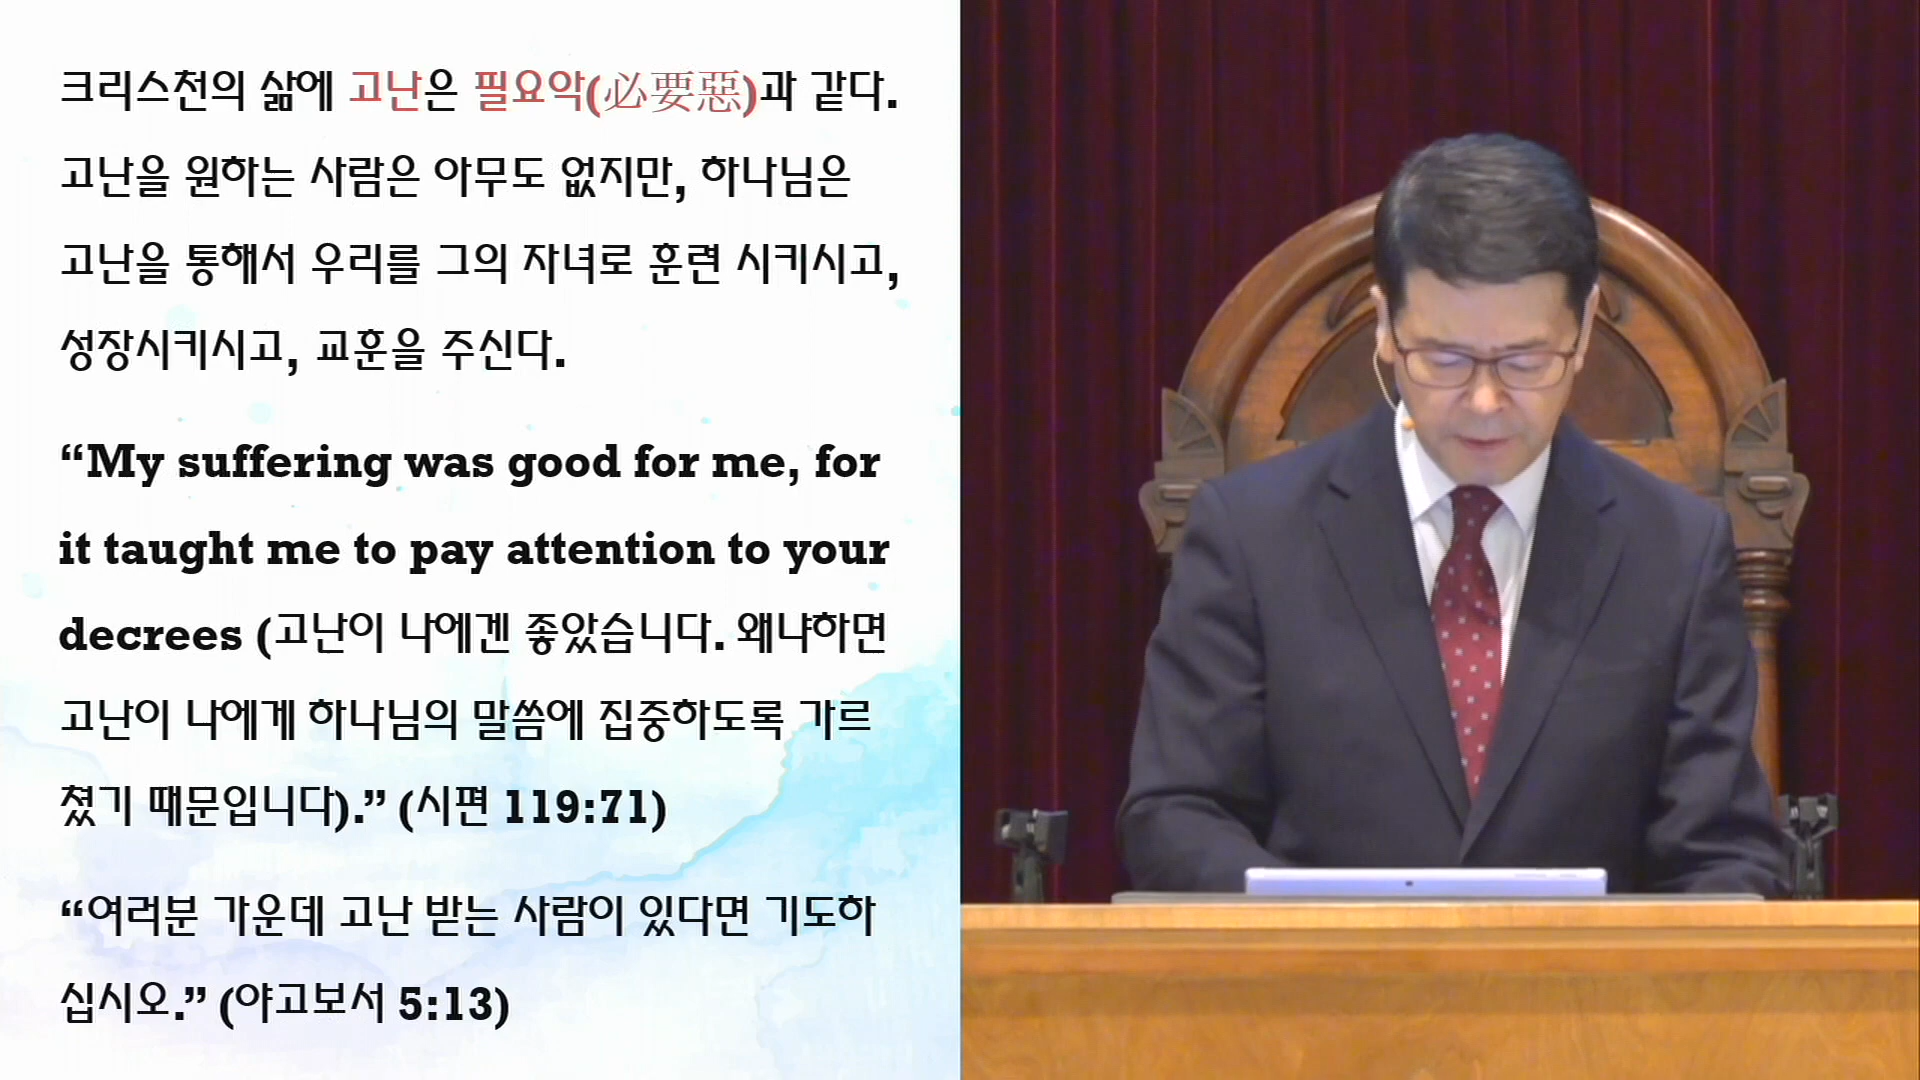 크리스천의 삶에 고난은 필요악(必要惡)과 같다.
고난을 원하는 사람은 아무도 없지만, 하나님은
고난을 통해서 우리를 그의 자녀로 훈련 시키시고,
성장시키시고, 교훈을 주신다.
“My suffering was good for me, for
it taught me to pay attention to your
decrees (고난이 나에겐 좋았습니다. 왜냐하면
고난이 나에게 하나님의 말씀에 집중하도록 가르
쳤기 때문입니다).” (시편 119:71)
“여러분 가운데 고난 받는 사람이 있다면 기도하
십시오.” (야고보서 5:13)